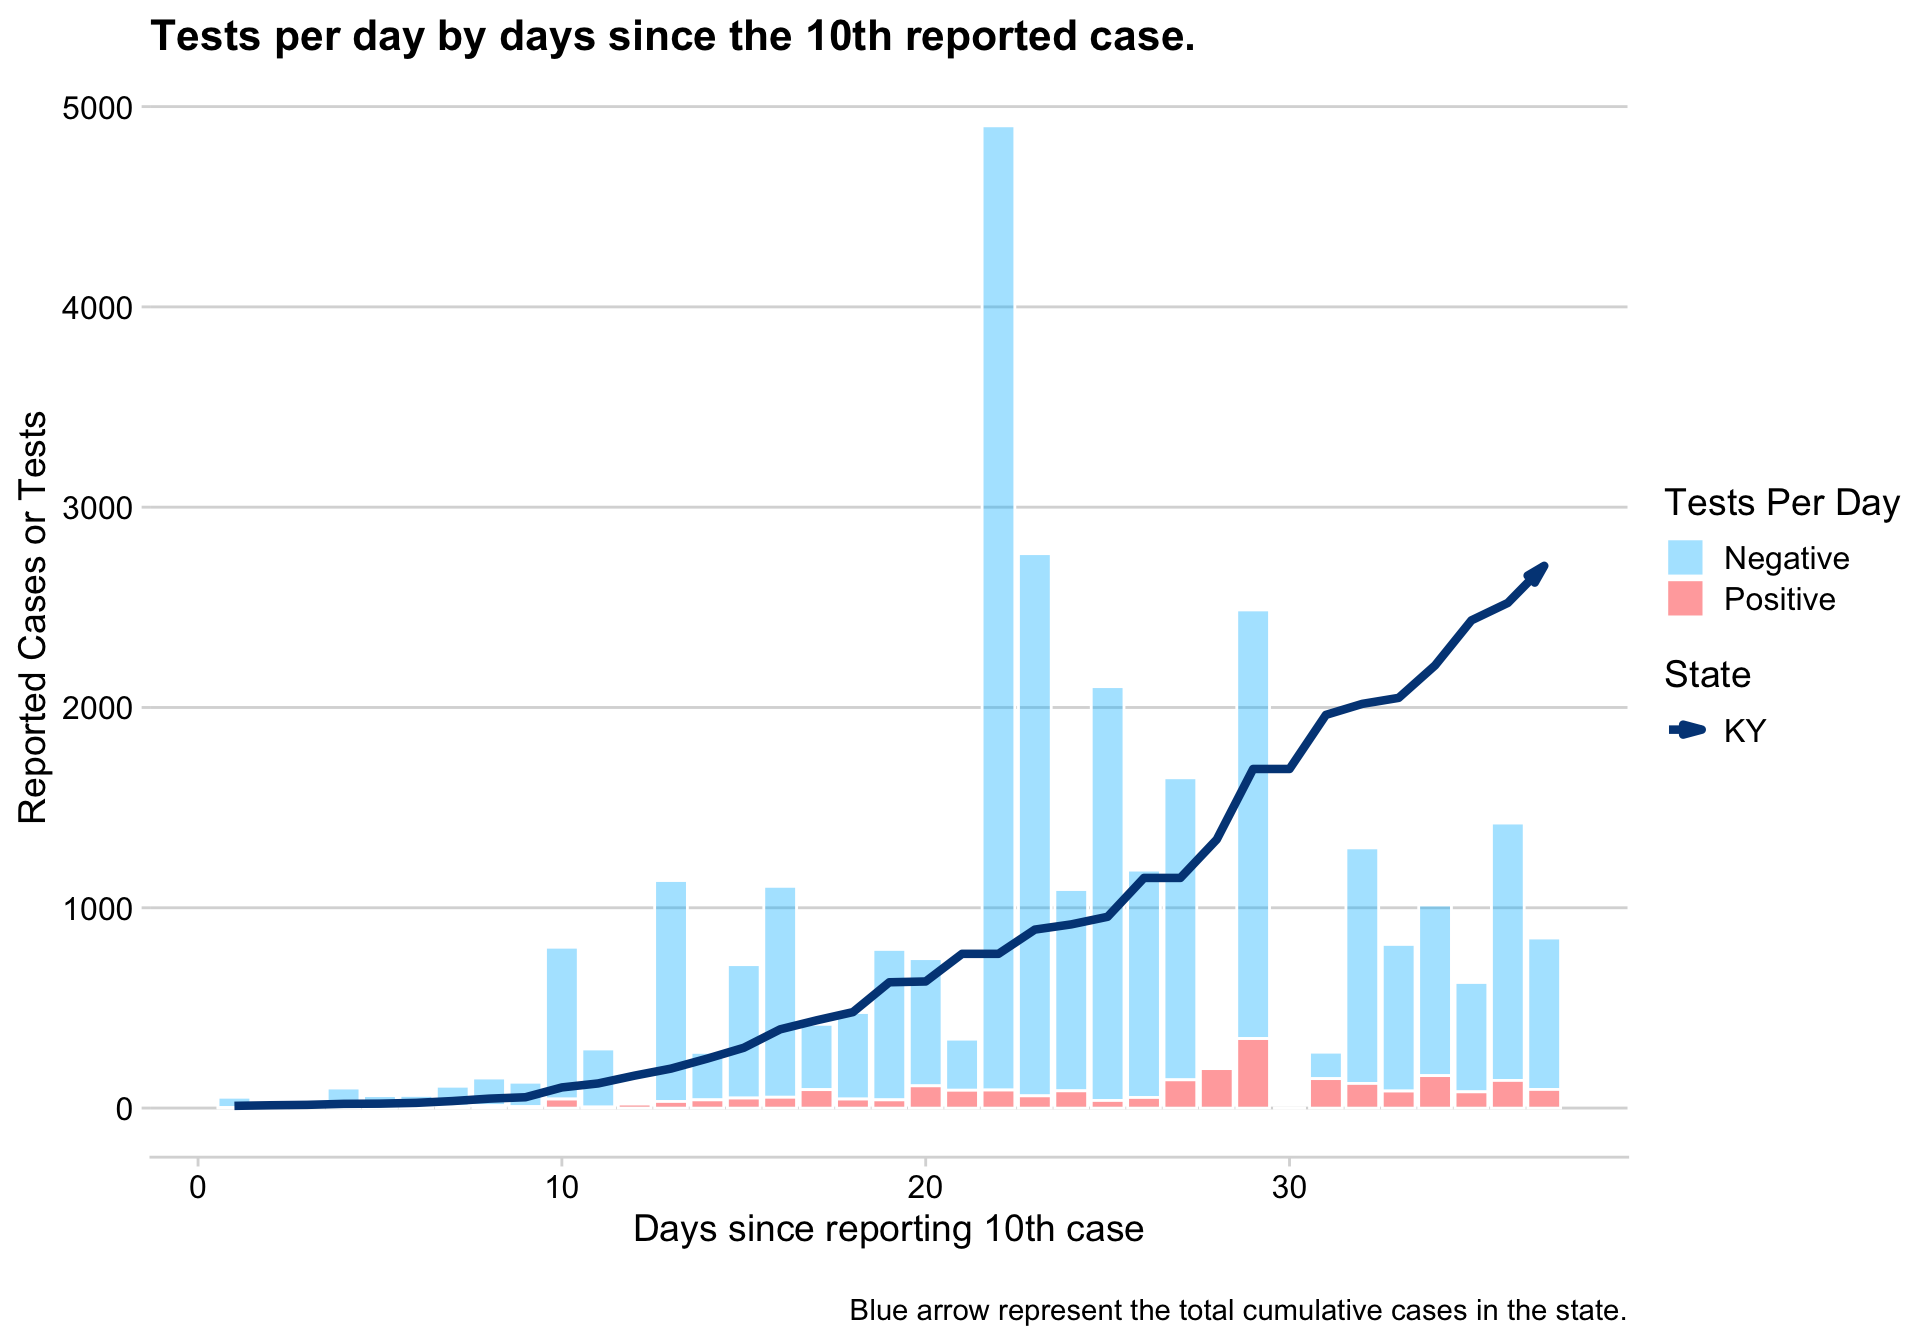 Tests per day by days since the 10th reported case.
Reported Cases or Tests
5000
4000
3000
2000
1000
0
0
10
20
30
Days since reporting 10th case
Tests Per Day
Negative
Positive
State
KY
Blue arrow represent the total cumulative cases in the state.